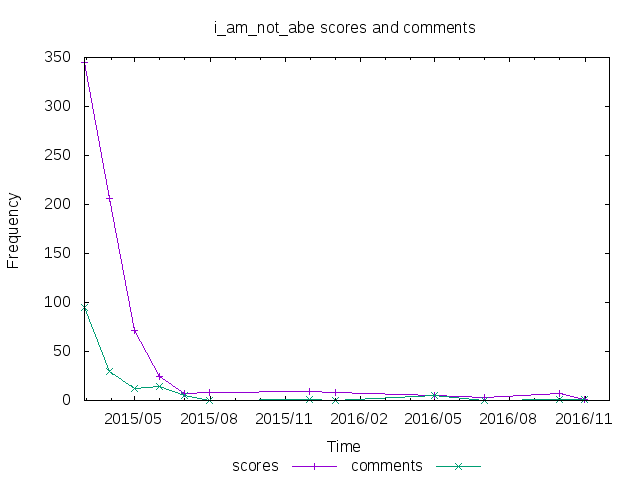 i_am_not_abe scores and comments
350
300
250
200
150
100
50
0
Frequency
2015/05 2015/08 2015/11 2016/02 2016/05 2016/08 2016/11
Time
scores comments